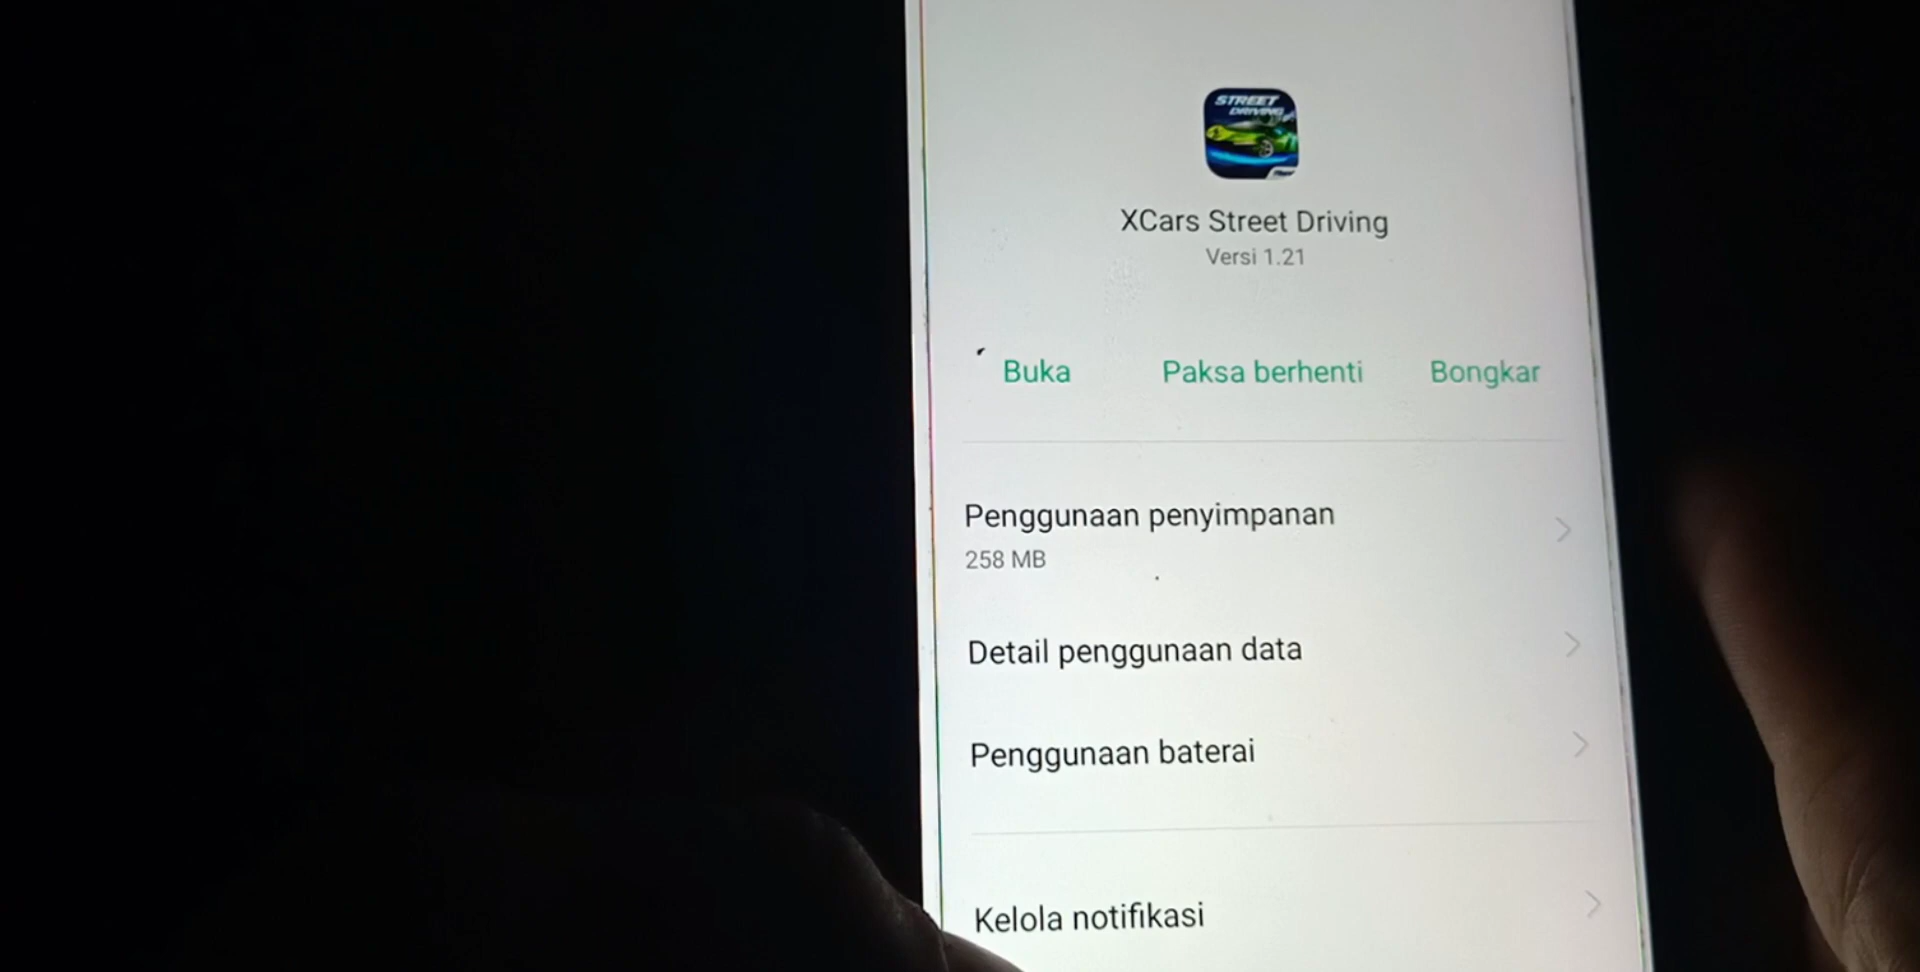 STREET
DRIVING
XCars Street Driving
Versi 1.21
Buka Paksa berhenti Bongkar
Penggunaan penyimpanan
258 MB
Detail penggunaan data
Penggunaan baterai
Kelola notifikasi